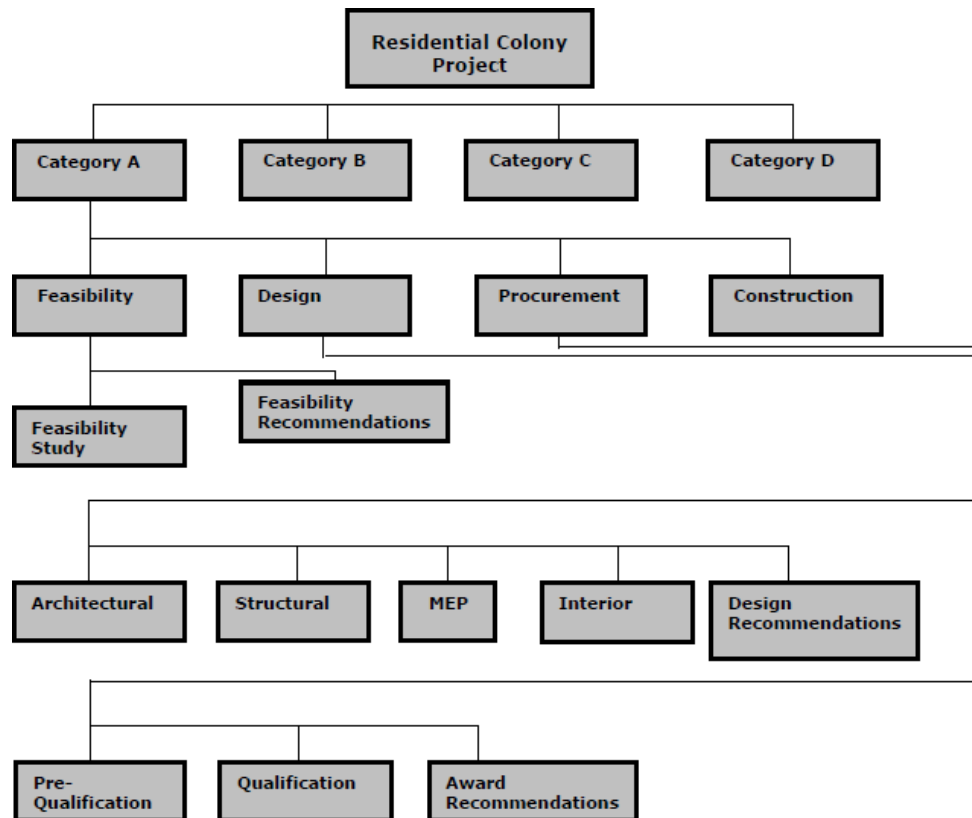 Residential Colony
Project
Category A
Category B
Category C
Category D
Feasibility
Design
Procurement
Construction
Feasibility
Study
Feasibility
Recommendations
Architectural
Structural
MEP
Interior
Design
Recommendations
Pre-
Qualification
Qualification
Award
Recommendations